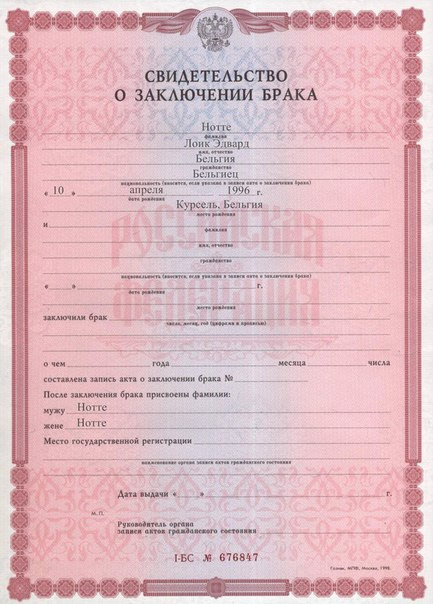 СВИДЕТЕЛЬСТВО
О ЗАКЛЮЧЕНИИ БРАКА
Нотте
фамилия
Лоик Эдвард
имя, отчество
Бельгия
гражданство
Бельгиец
национальность (вносится, если указана в записи акта о заключении брака)
« 10 » апреля 1996 г.
дата рождения
Курсель, Бельгия
место рождения
и
фамилия
имя, отчество
гражданство
национальность (вносится, если указана в записи акта о заключении брака)
« » г.
дата рождения
место рождения
РОССИЙСКАЯ
ФЕДЕРАЦИЯ
заключили брак
число, месяц, год (цифрами и прописью)
о чем года месяца числа
составлена запись акта о заключении брака №
После заключения брака присвоены фамилии:
мужу Нотте
жене Нотте
Место государственной регистрации
наименование органа записи актов гражданского состояния
Дата выдачи « » г.
М. П.
Руководитель органа
записи актов гражданского состояния
I-БС № 676847
Гознак, МПФ, Москва, 1998.